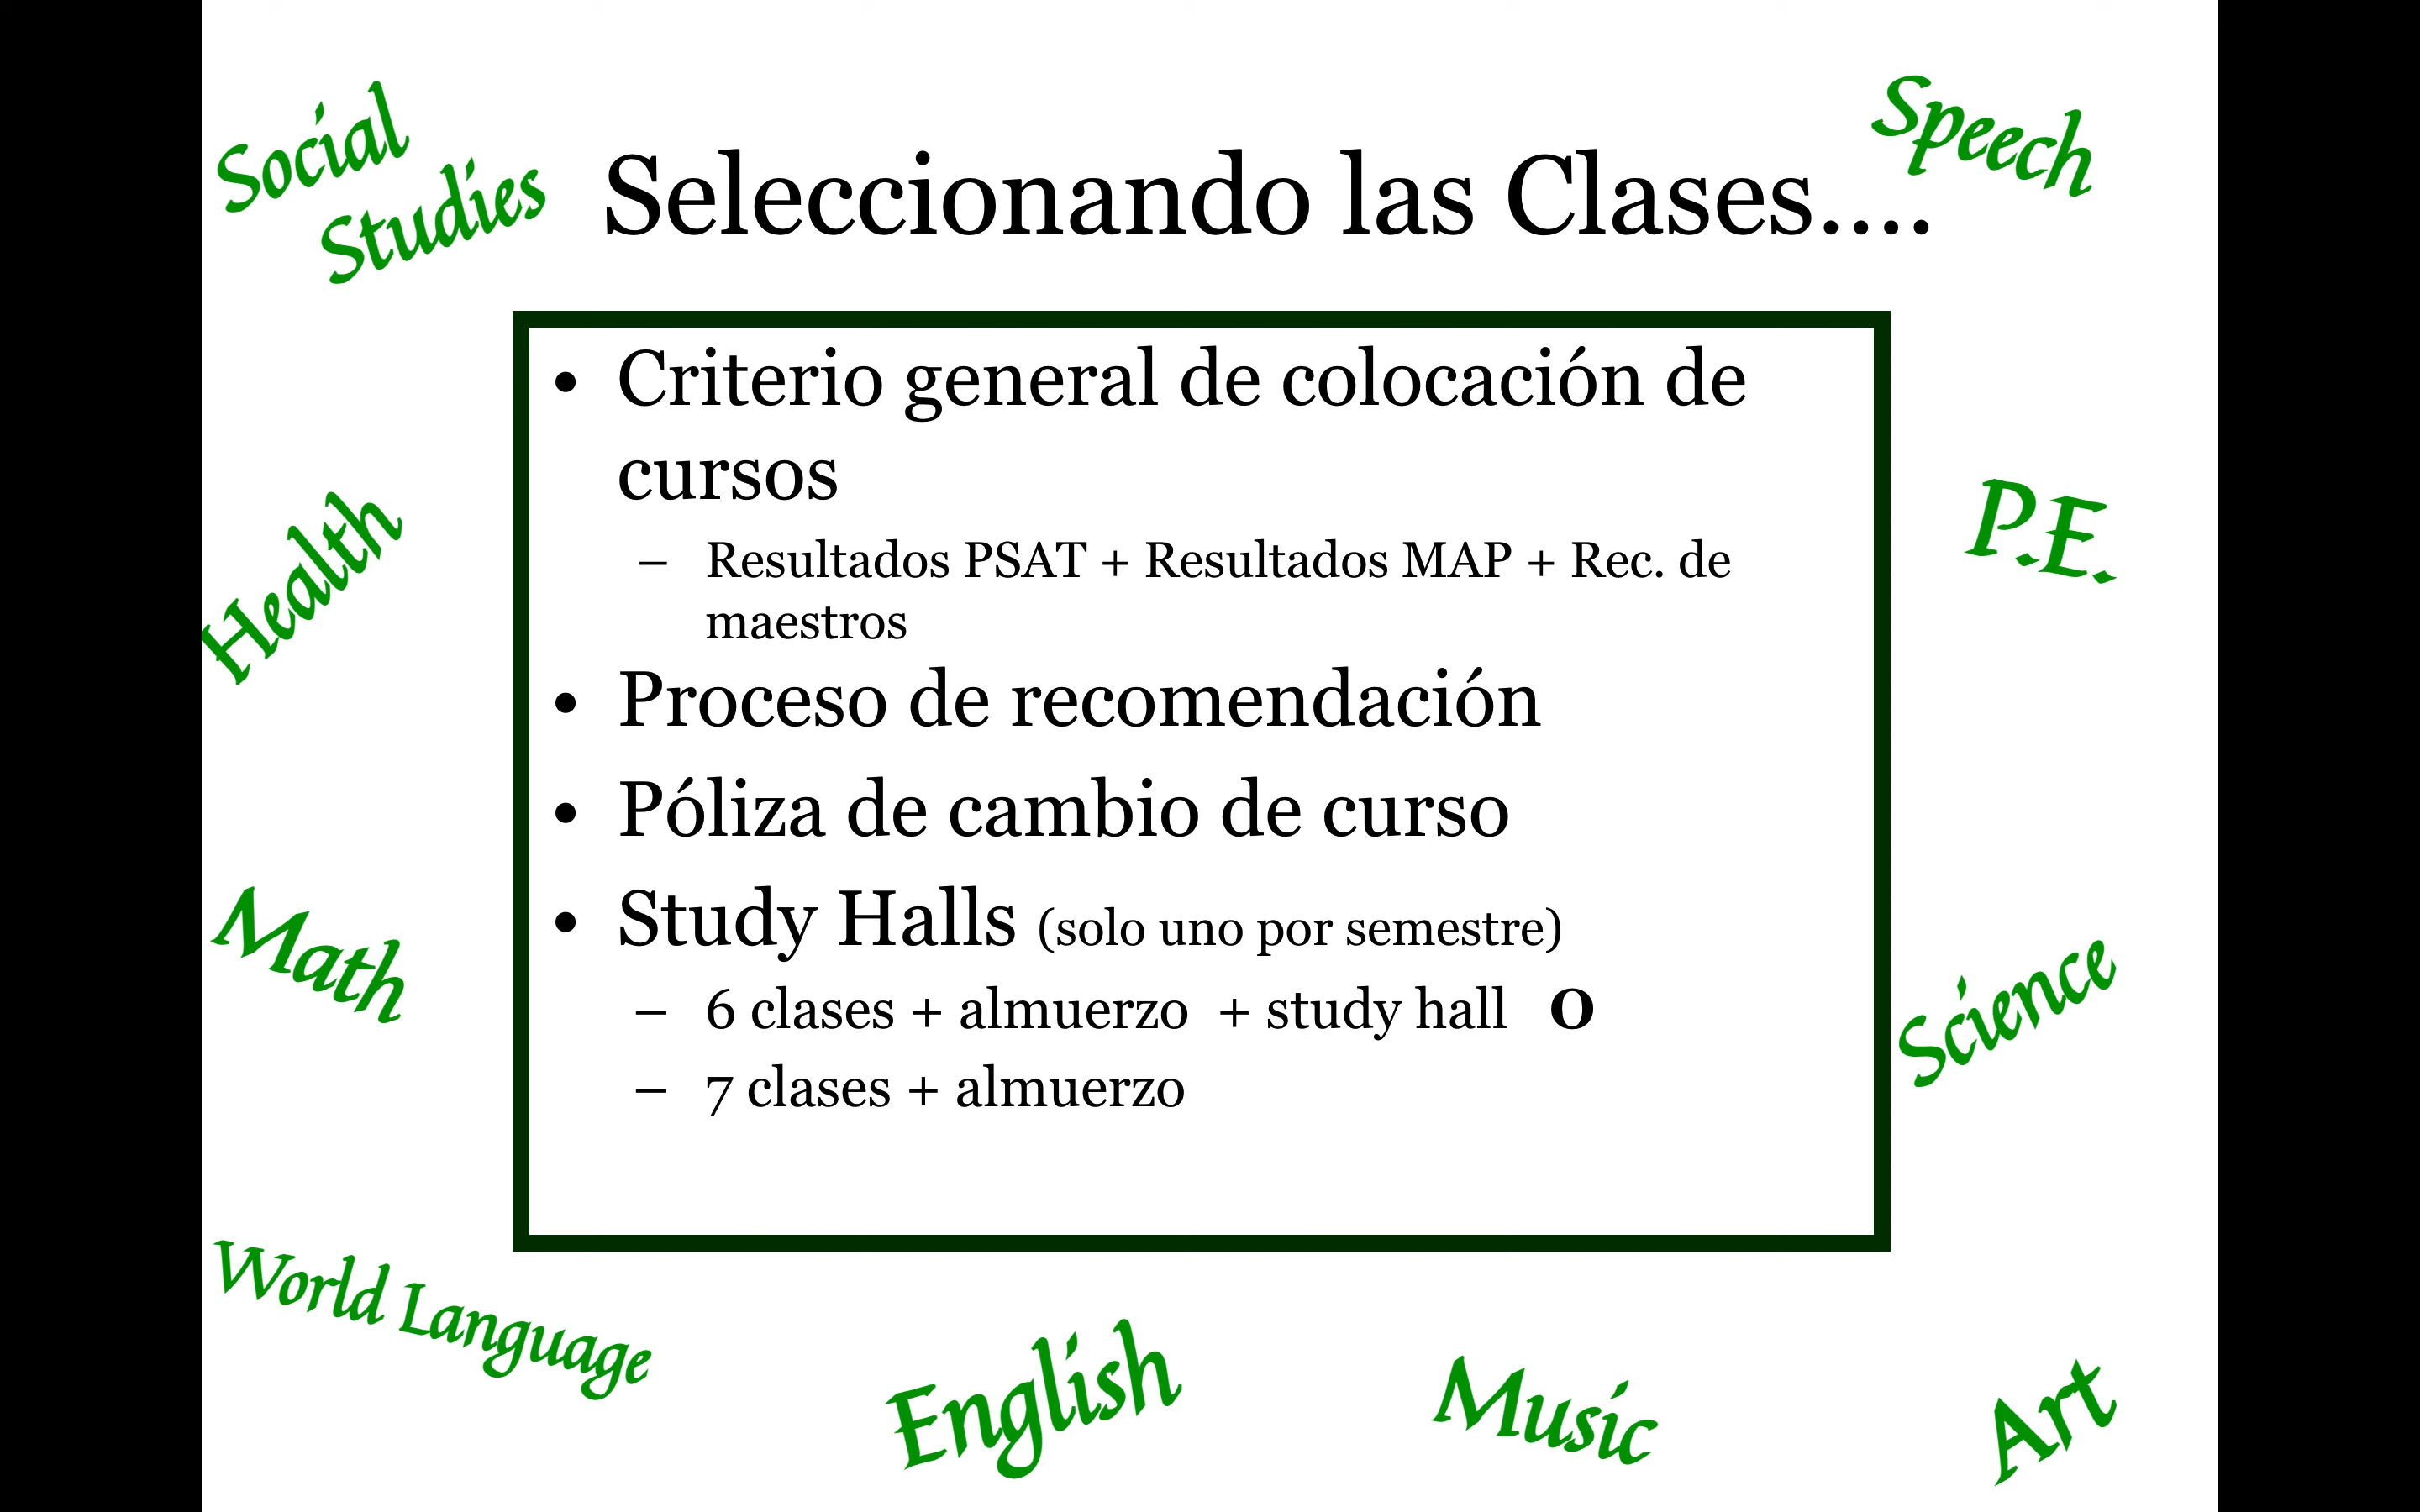 Social
Studies
Speech
Seleccionando las Clases....
• Criterio general de colocación de
cursos
– Resultados PSAT + Resultados MAP + Rec. de
maestros
• Proceso de recomendación
• Póliza de cambio de curso
• Study Halls (solo uno por semestre)
– 6 clases + almuerzo + study hall O
– 7 clases + almuerzo
Health
P.E.
Math
Science
World Language
English
Music
Art